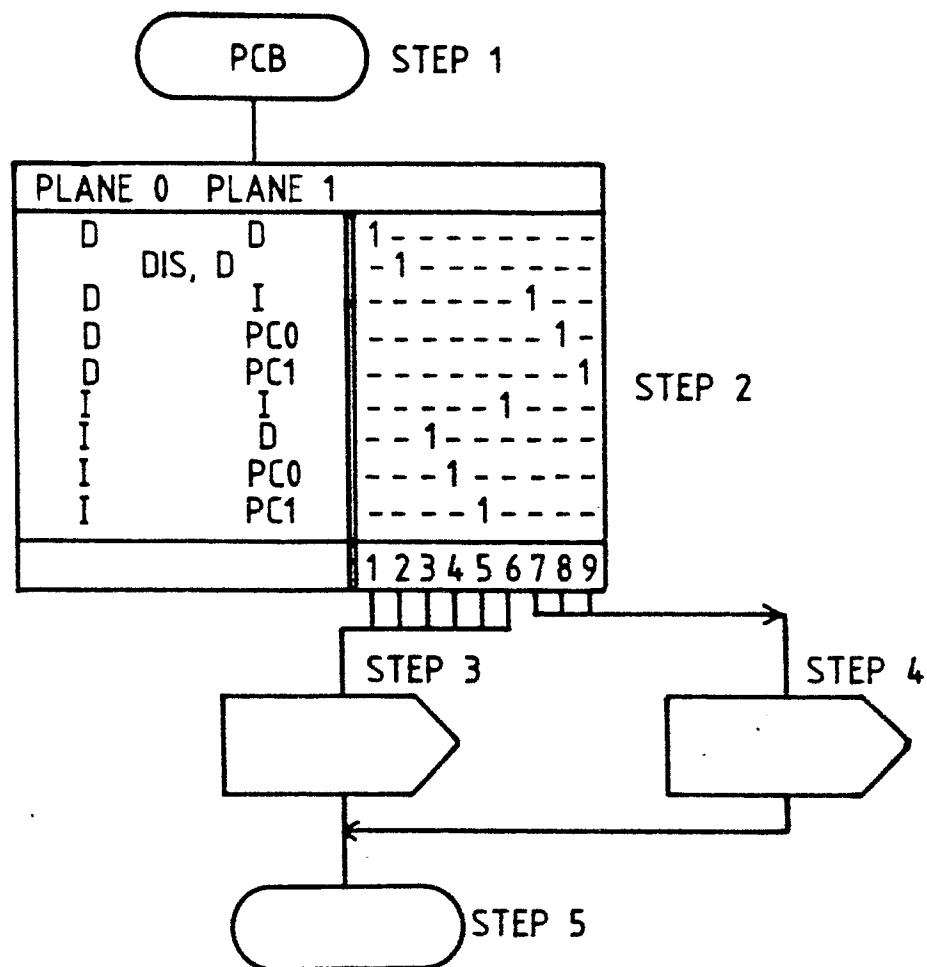 PCB STEP 1
PLANE 0 PLANE 1
D D 1--------
DIS, D -1-------
D I ------1--
D PC0 -------1-
D PC1 --------1
STEP 2
I I -----1---
I D --1------
I PC0 ---1-----
I PC1 ----1----
1 2 3 4 5 6 7 8 9
STEP 3
STEP 4
STEP 5